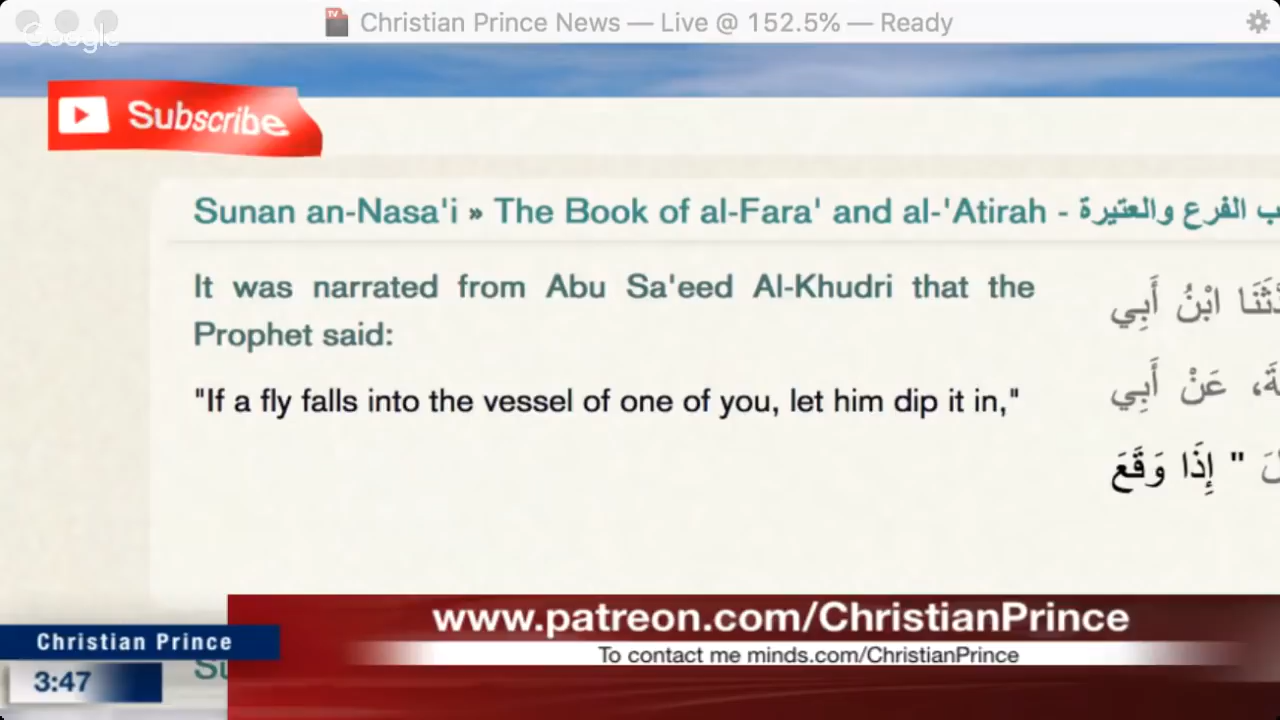 Christian Prince News — Live @ 152.5% — Ready
Google
Subscribe
Sunan an-Nasa'i » The Book of al-Fara' and al-'Atirah - ب الفرع والعتيرة
It was narrated from Abu Sa'eed Al-Khudri that the
Prophet said:
"If a fly falls into the vessel of one of you, let him dip it in,"
ابْنُ أَبِي
عَنْ أَبِي
" إِذَا وَقَعَ
www.patreon.com/ChristianPrince
To contact me minds.com/ChristianPrince
Christian Prince
3:47